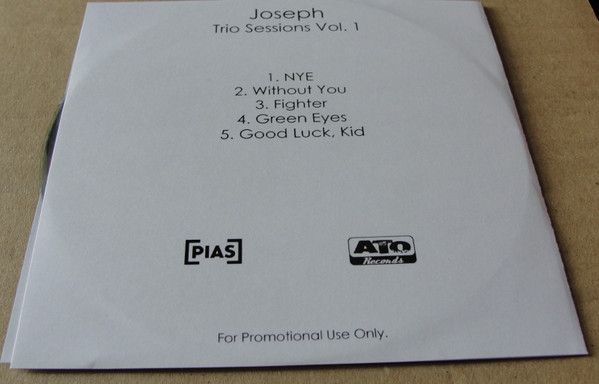 Joseph
Trio Sessions Vol. 1
1. NYE
2. Without You
3. Fighter
4. Green Eyes
5. Good Luck, Kid
[PIAS]
ATO
Records
For Promotional Use Only.